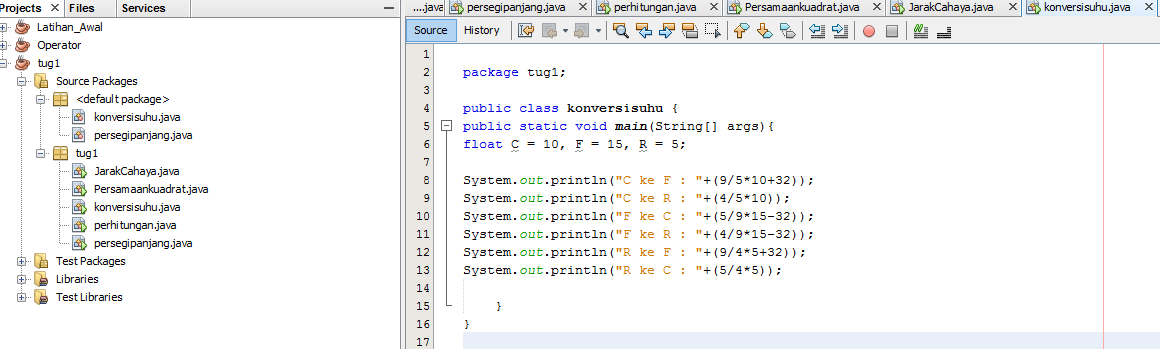 Projects × Files Services
Latihan_Awal
Operator
tug1
Source Packages
<default package>
konversisuhu.java
persegipanjang.java
tug1
JarakCahaya.java
Persamaankuadrat.java
konversisuhu.java
perhitungan.java
persegipanjang.java
Test Packages
Libraries
Test Libraries
....java persegipanjang.java perhitungan.java Persamaankuadrat.java JarakCahaya.java konversisuhu.java
Source History
1
2 package tug1;
3
4 public class konversisuhu {
5 public static void main(String[] args){
6 float C = 10, F = 15, R = 5;
7
8 System.out.println("C ke F : "+(9/5*10+32));
9 System.out.println("C ke R : "+(4/5*10));
10 System.out.println("F ke C : "+(5/9*15-32));
11 System.out.println("F ke R : "+(4/9*15-32));
12 System.out.println("R ke F : "+(9/4*5+32));
13 System.out.println("R ke C : "+(5/4*5));
14
15 }
16 }
17